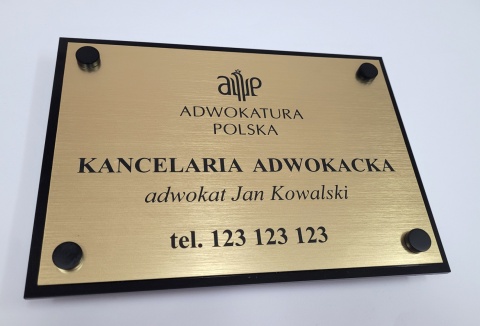 ADWOKATURA
POLSKA
KANCELARIA ADWOKACKA
adwokat Jan Kowalski
tel. 123 123 123